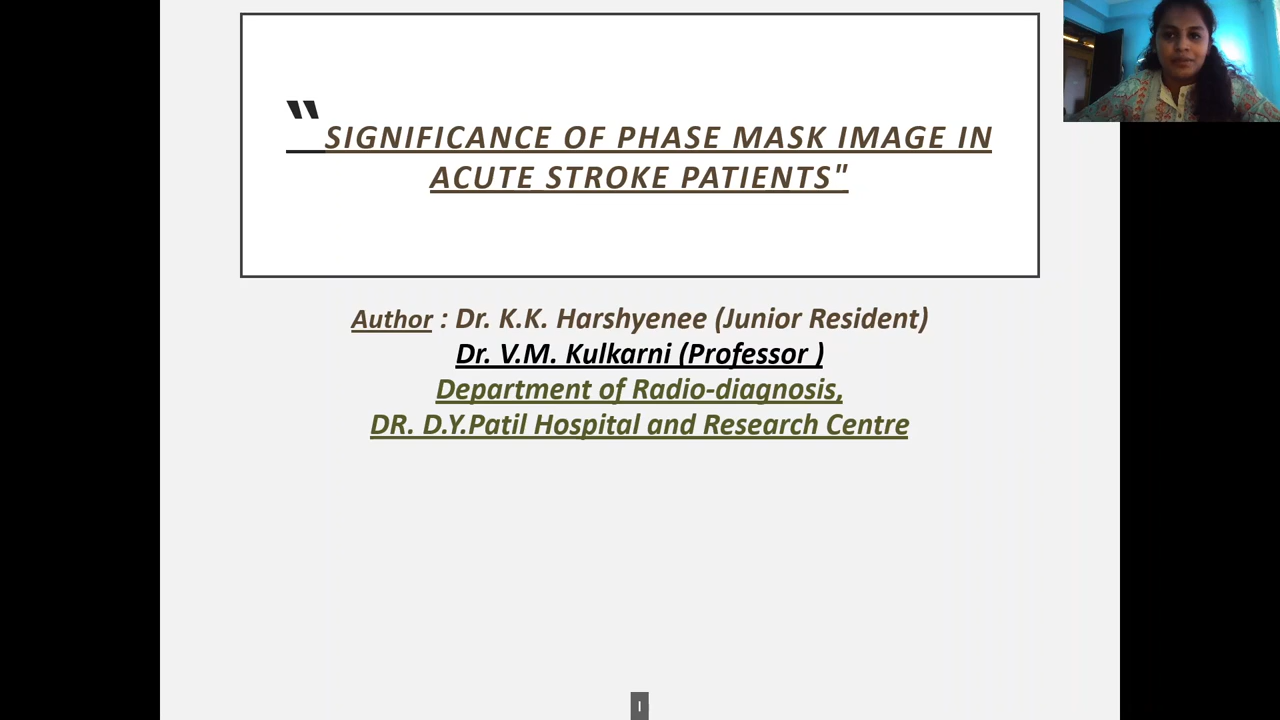 “SIGNIFICANCE OF PHASE MASK IMAGE IN
ACUTE STROKE PATIENTS"
Author : Dr. K.K. Harshyenee (Junior Resident)
Dr. V.M. Kulkarni (Professor )
Department of Radio-diagnosis,
DR. D.Y.Patil Hospital and Research Centre
1